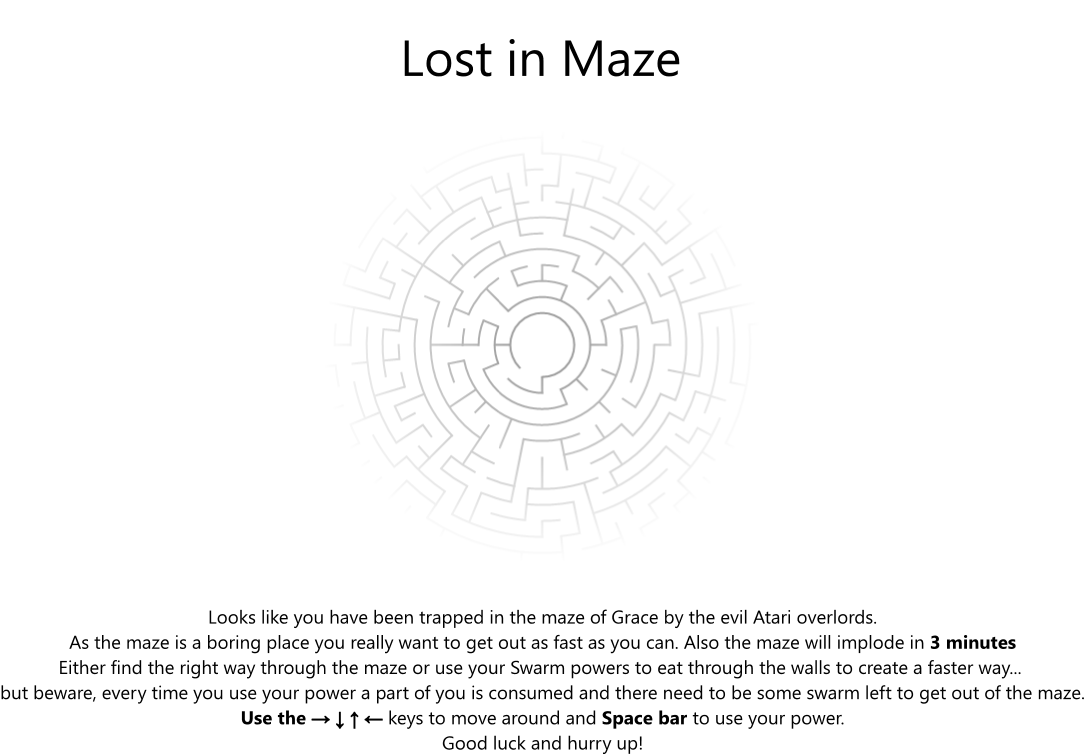 Lost in Maze
Looks like you have been trapped in the maze of Grace by the evil Atari overlords.
As the maze is a boring place you really want to get out as fast as you can. Also the maze will implode in 3 minutes
Either find the right way through the maze or use your Swarm powers to eat through the walls to create a faster way...
but beware, every time you use your power a part of you is consumed and there need to be some swarm left to get out of the maze.
Use the → ↓ ↑ ← keys to move around and Space bar to use your power.
Good luck and hurry up!